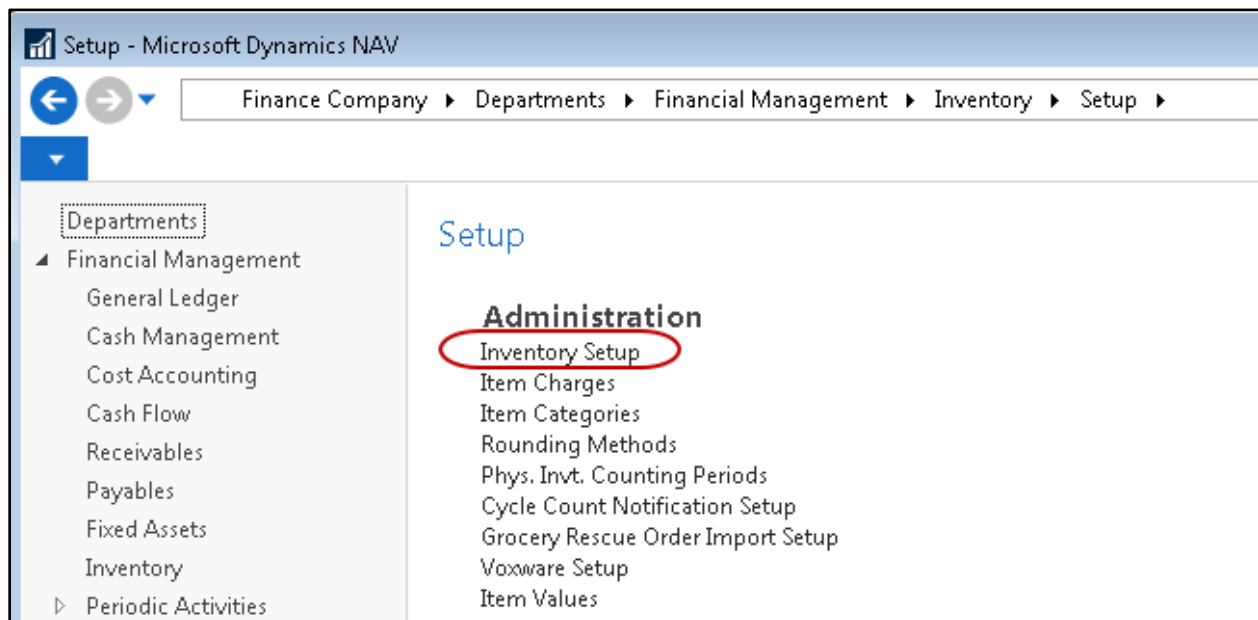 Setup - Microsoft Dynamics NAV
Finance Company ▸ Departments ▸ Financial Management ▸ Inventory ▸ Setup ▸
Departments
Financial Management
General Ledger
Cash Management
Cost Accounting
Cash Flow
Receivables
Payables
Fixed Assets
Inventory
Periodic Activities
Setup
Administration
Inventory Setup
Item Charges
Item Categories
Rounding Methods
Phys. Invt. Counting Periods
Cycle Count Notification Setup
Grocery Rescue Order Import Setup
Voxware Setup
Item Values